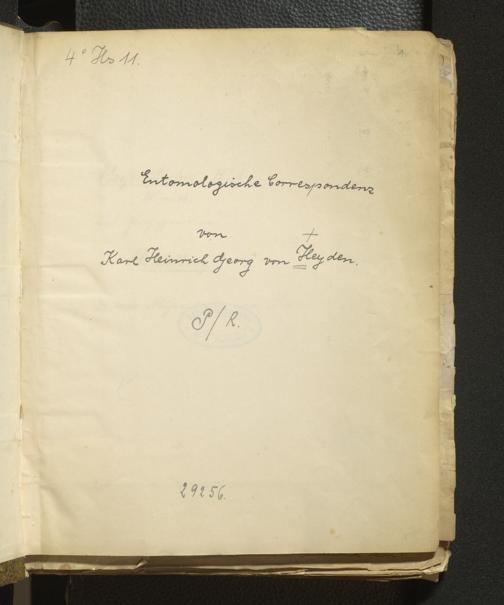 4° Hs 11.
Entomologische Correspondenz
von
Karl Heinrich Georg von Heyden.
P/R.
29256.